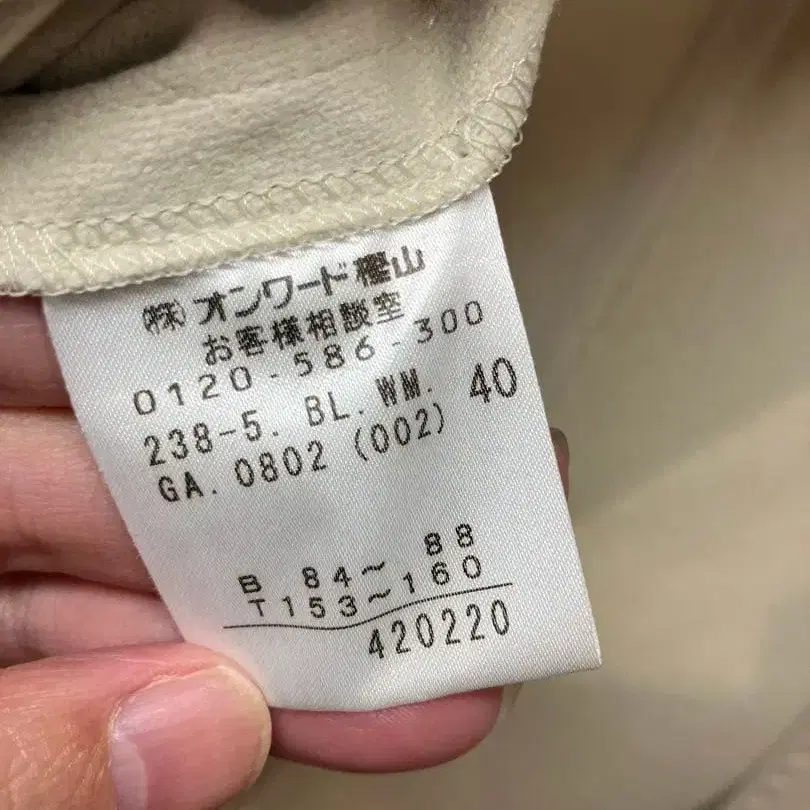 ㈱オンワード樫山
お客様相談室
0120-586-300
238-5. BL.WM. 40
GA.0802 (002)
B 84~ 88
T153~160
420220